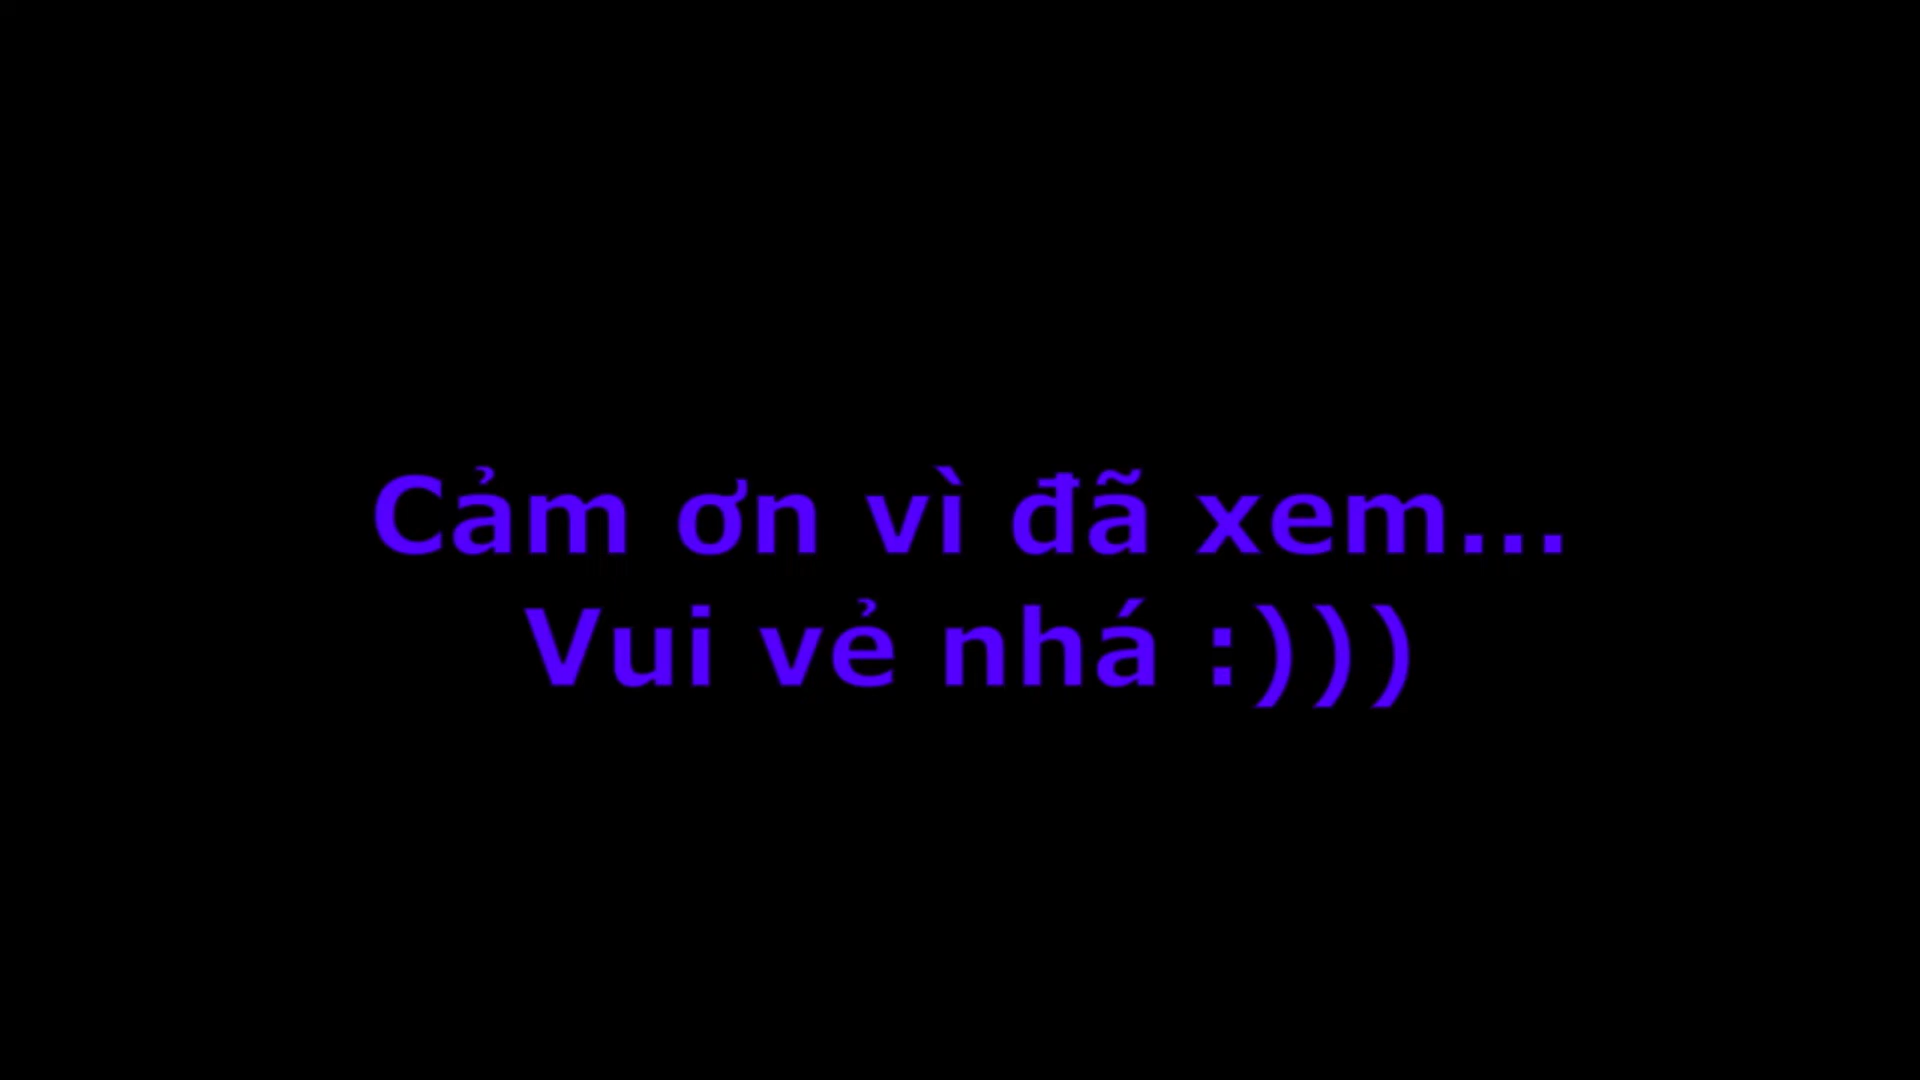 Cảm ơn vì đã xem...
Vui vẻ nhá :)))